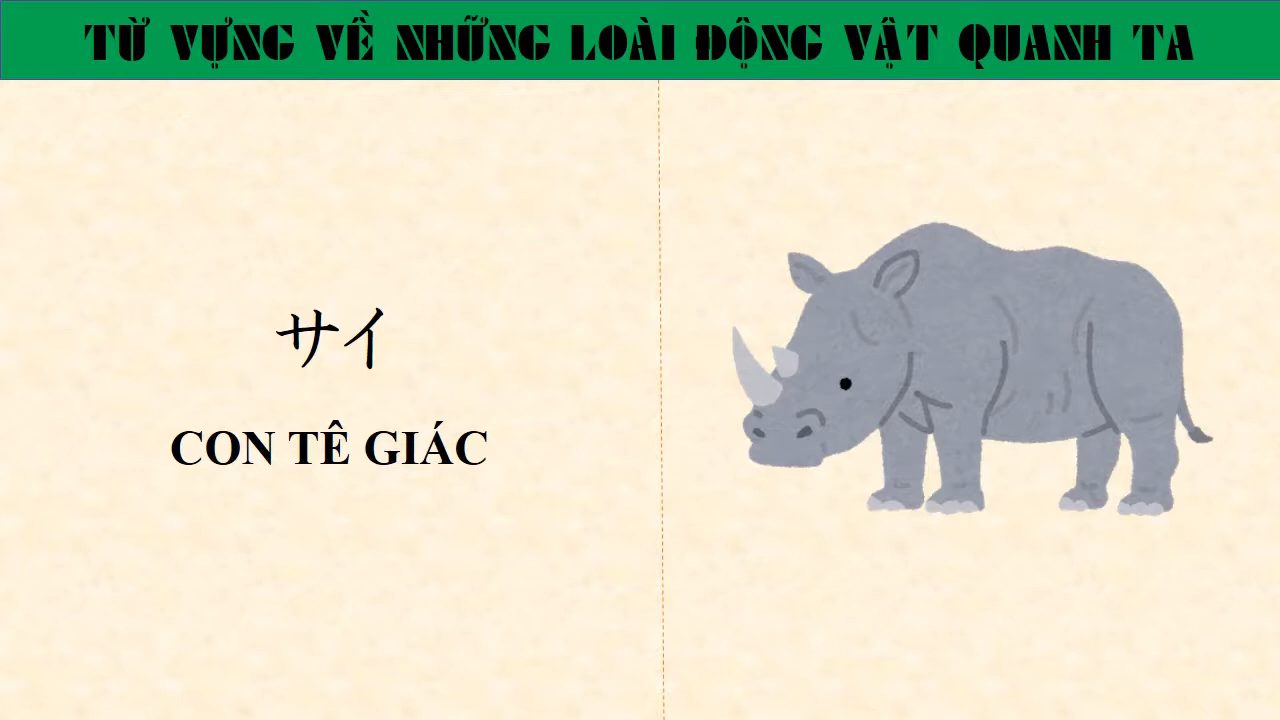 TỪ VỰNG VỀ NHỮNG LOÀI ĐỘNG VẬT QUANH TA
サイ
CON TÊ GIÁC